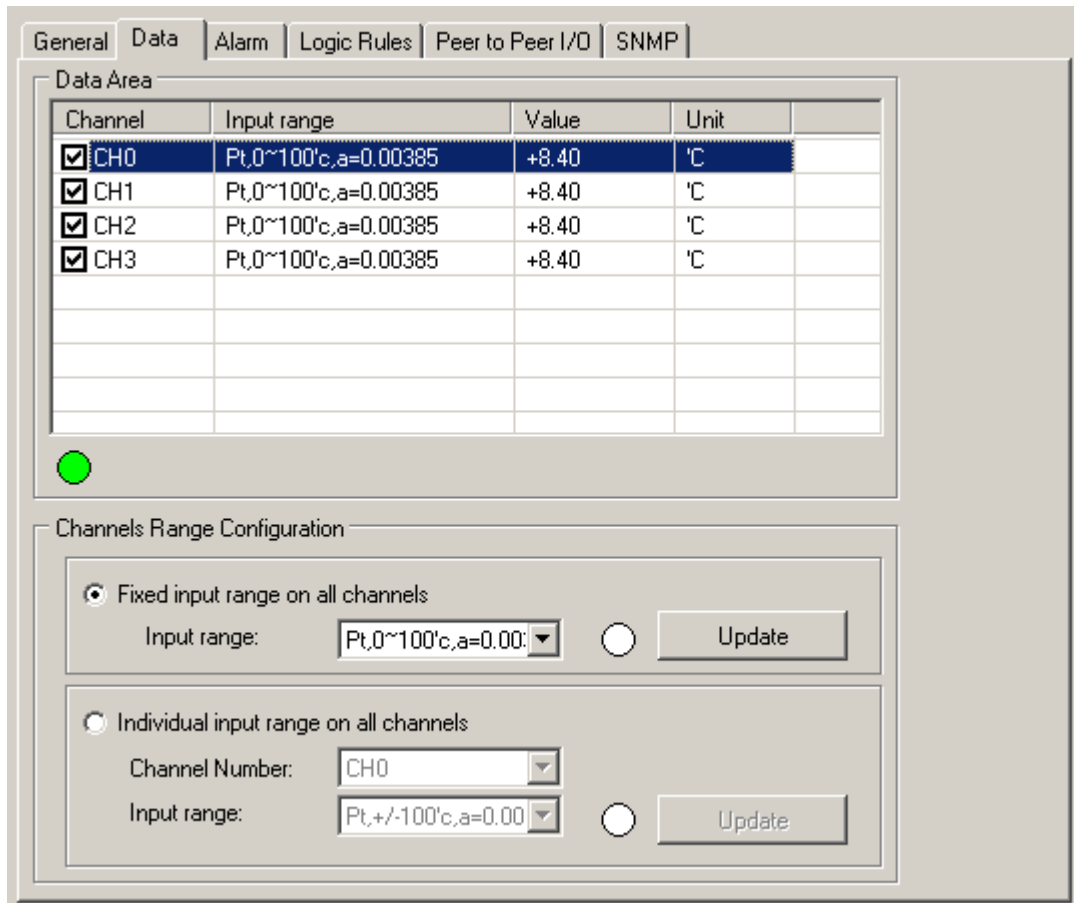 General Data Alarm Logic Rules Peer to Peer I/O SNMP
Data Area
Channel Input range Value Unit
CH0 Pt,0~100'c,a=0.00385 +8.40 'C
CH1 Pt,0~100'c,a=0.00385 +8.40 'C
CH2 Pt,0~100'c,a=0.00385 +8.40 'C
CH3 Pt,0~100'c,a=0.00385 +8.40 'C
Channels Range Configuration
Fixed input range on all channels
Input range: Pt,0~100'c,a=0.00: Update
Individual input range on all channels
Channel Number: CH0
Input range: Pt,+/-100'c,a=0.00 Update